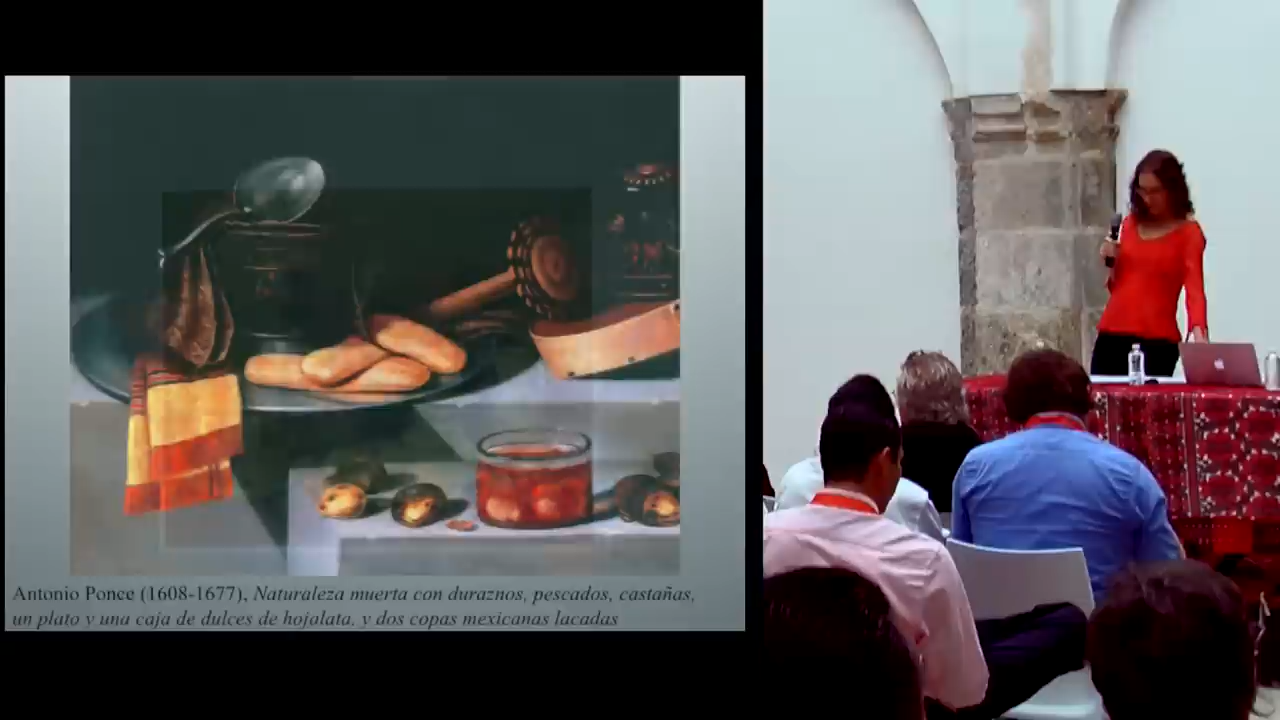 Antonio Ponce (1608-1677), Naturaleza muerta con duraznos, pescados, castañas,
un plato y una caja de dulces de hojalata, y dos copas mexicanas lacadas